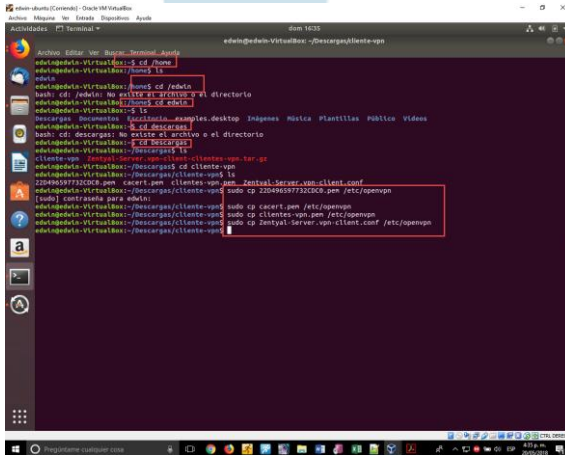 edwin-ubuntu [Corriendo] - Oracle VM VirtualBox
Archivo Máquina Ver Entrada Dispositivos Ayuda
Actividades Terminal dom 16:35
edwin@edwin-VirtualBox: ~/Descargas/cliente-vpn
Archivo Editar Ver Buscar Terminal Ayuda
edwin@edwin-VirtualBox:~$ cd /home
edwin@edwin-VirtualBox:/home$ ls
edwin
edwin@edwin-VirtualBox:/home$ cd /edwin
bash: cd: /edwin: No existe el archivo o el directorio
edwin@edwin-VirtualBox:/home$ cd edwin
edwin@edwin-VirtualBox:~$ ls
Descargas Documentos Escritorio examples.desktop Imágenes Música Plantillas Público Vídeos
edwin@edwin-VirtualBox:~$ cd descargas
bash: cd: descargas: No existe el archivo o el directorio
edwin@edwin-VirtualBox:~$ cd Descargas
edwin@edwin-VirtualBox:~/Descargas$ ls
cliente-vpn Zentyal-Server.vpn-client-clientes-vpn.tar.gz
edwin@edwin-VirtualBox:~/Descargas$ cd cliente-vpn
edwin@edwin-VirtualBox:~/Descargas/cliente-vpn$ ls
22D496597732CDCB.pem cacert.pem clientes-vpn.pem Zentyal-Server.vpn-client.conf
edwin@edwin-VirtualBox:~/Descargas/cliente-vpn$ sudo cp 22D496597732CDCB.pem /etc/openvpn
[sudo] contraseña para edwin:
edwin@edwin-VirtualBox:~/Descargas/cliente-vpn$ sudo cp cacert.pem /etc/openvpn
edwin@edwin-VirtualBox:~/Descargas/cliente-vpn$ sudo cp clientes-vpn.pem /etc/openvpn
edwin@edwin-VirtualBox:~/Descargas/cliente-vpn$ sudo cp Zentyal-Server.vpn-client.conf /etc/openvpn
edwin@edwin-VirtualBox:~/Descargas/cliente-vpn$
CTRL DERECHA
Pregúntame cualquier cosa
ESP 4:35 p. m.
20/05/2018